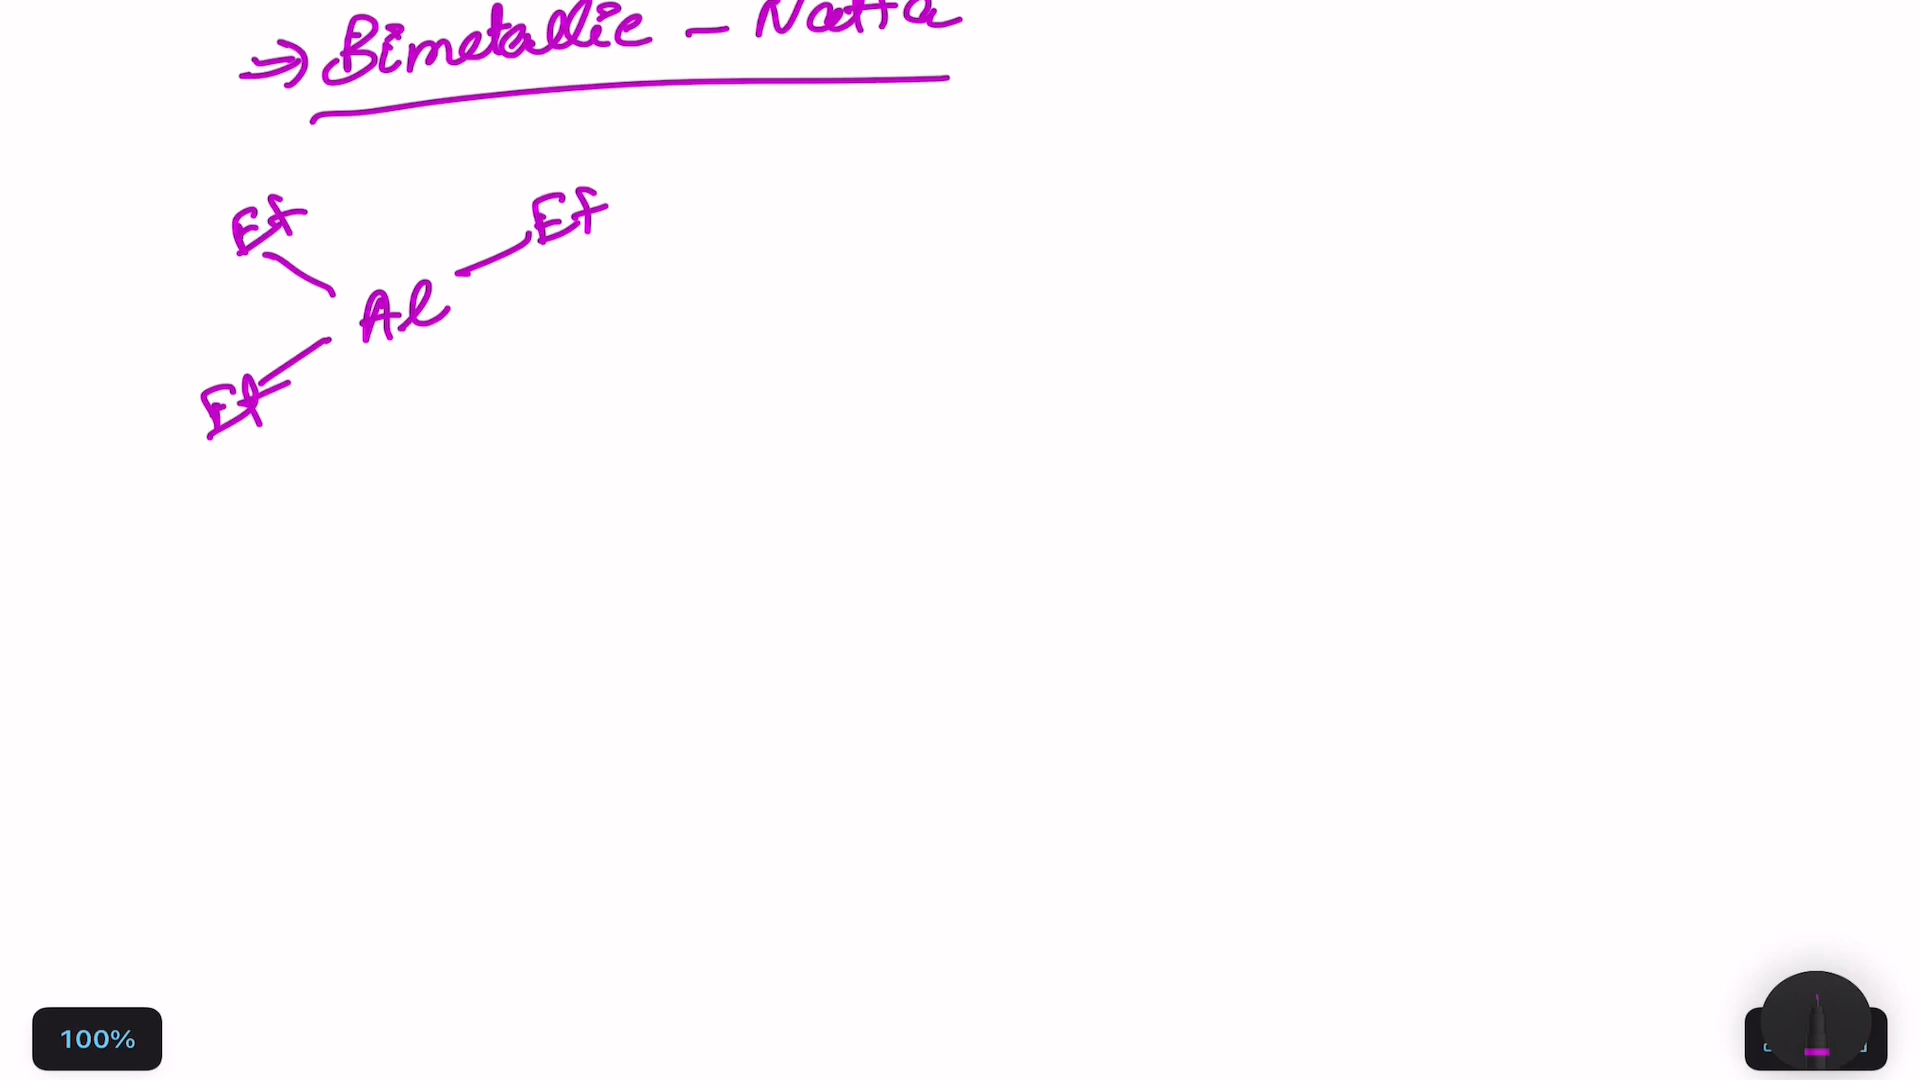 ⇒ Bimetallic - Natta
Et Et
Al
Et
100%